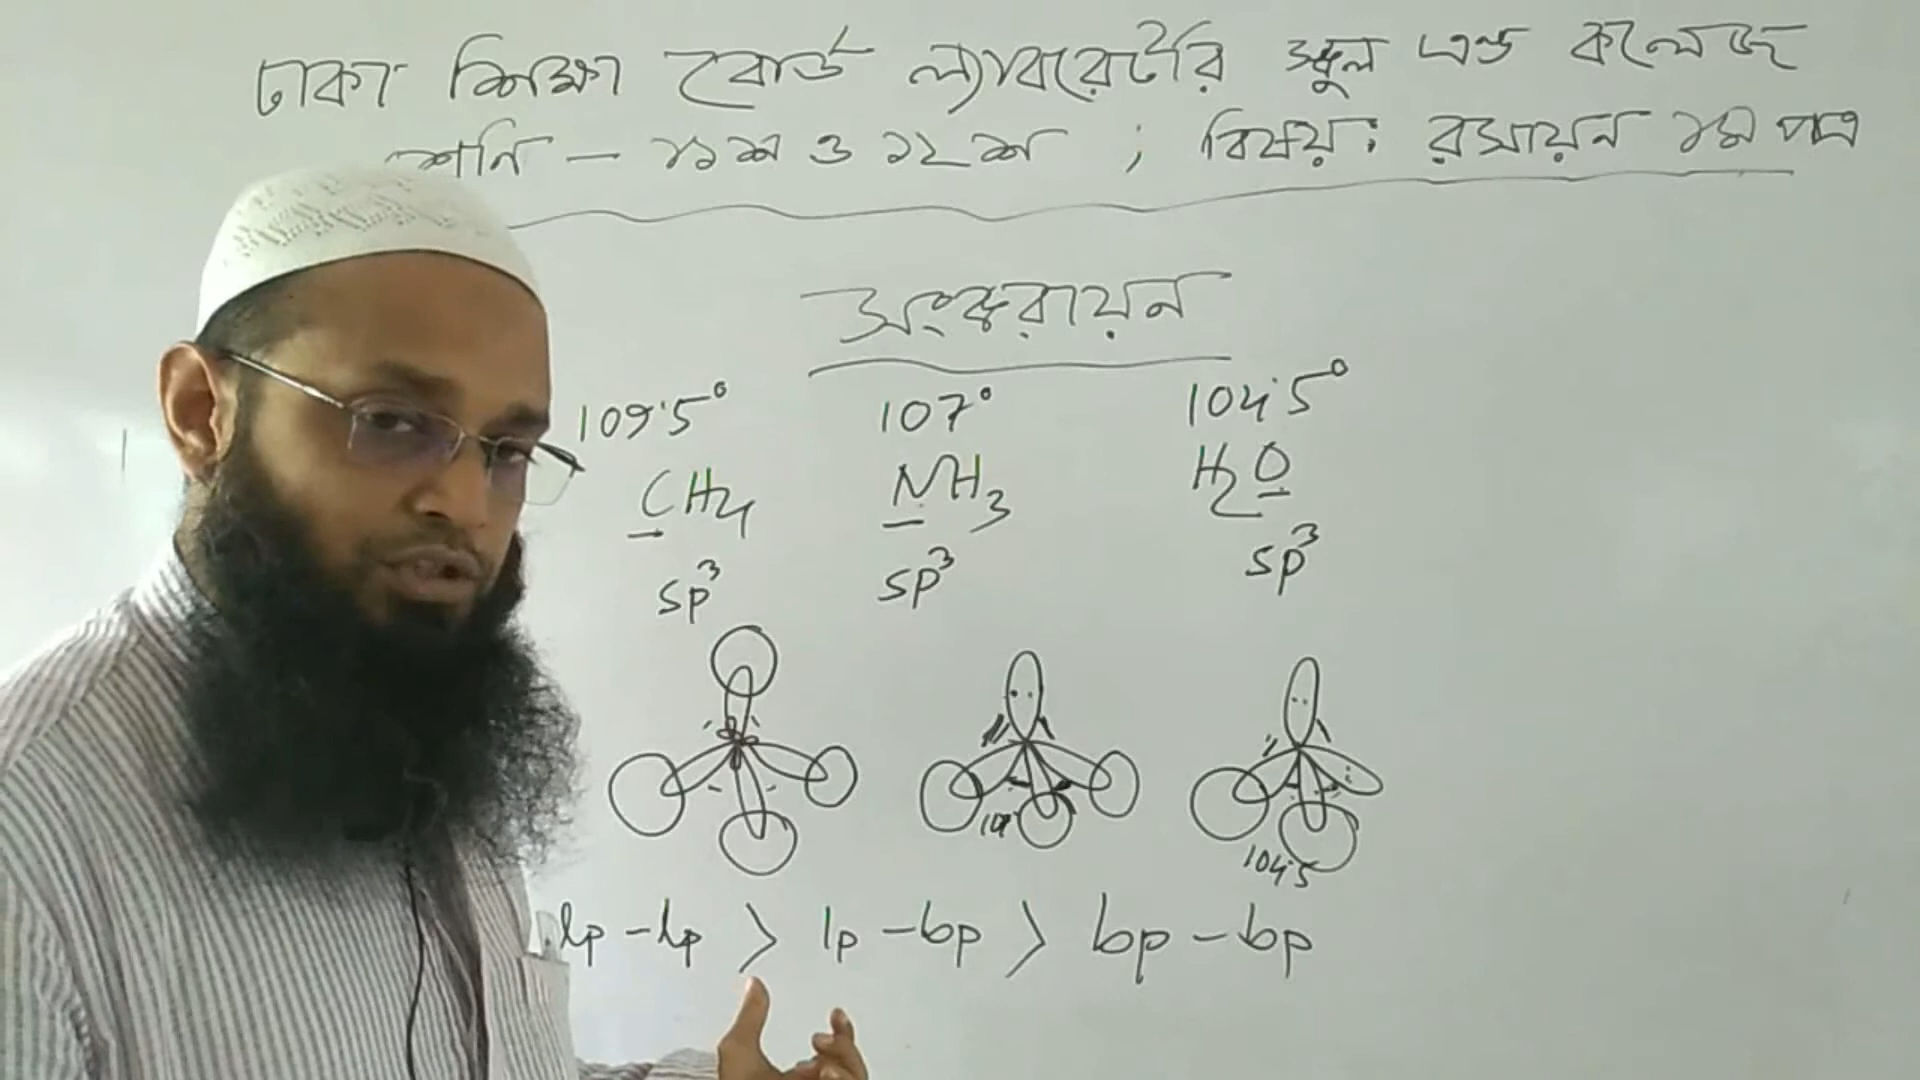 ঢাকা শিক্ষা বোর্ড ল্যাবরেটরি স্কুল এন্ড কলেজ
শ্রেনি – ১১শ ও ১২শ ; বিষয়: রসায়ন ১ম পত্র
সংকরায়ন
109.5° 107° 104.5°
CH4 NH3 H2O
sp³ sp³ sp³
104.5
lp – lp > lp – bp > bp – bp